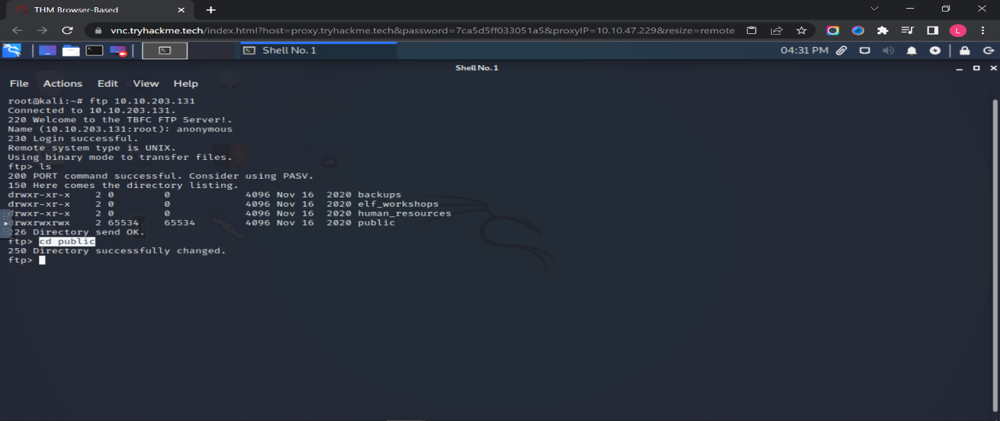 THM Browser-Based
vnc.tryhackme.tech/index.html?host=proxy.tryhackme.tech&password=7ca5d5ff033051a5&proxyIP=10.10.47.229&resize=remote
L
Shell No. 1
04:31 PM
Shell No. 1
File Actions Edit View Help
root@kali:~# ftp 10.10.203.131
Connected to 10.10.203.131.
220 Welcome to the TBFC FTP Server!.
Name (10.10.203.131:root): anonymous
230 Login successful.
Remote system type is UNIX.
Using binary mode to transfer files.
ftp> ls
200 PORT command successful. Consider using PASV.
150 Here comes the directory listing.
drwxr-xr-x 2 0 0 4096 Nov 16 2020 backups
drwxr-xr-x 2 0 0 4096 Nov 16 2020 elf_workshops
drwxr-xr-x 2 0 0 4096 Nov 16 2020 human_resources
rwxrwxrwx 2 65534 65534 4096 Nov 16 2020 public
26 Directory send OK.
ftp> cd public
250 Directory successfully changed.
ftp>